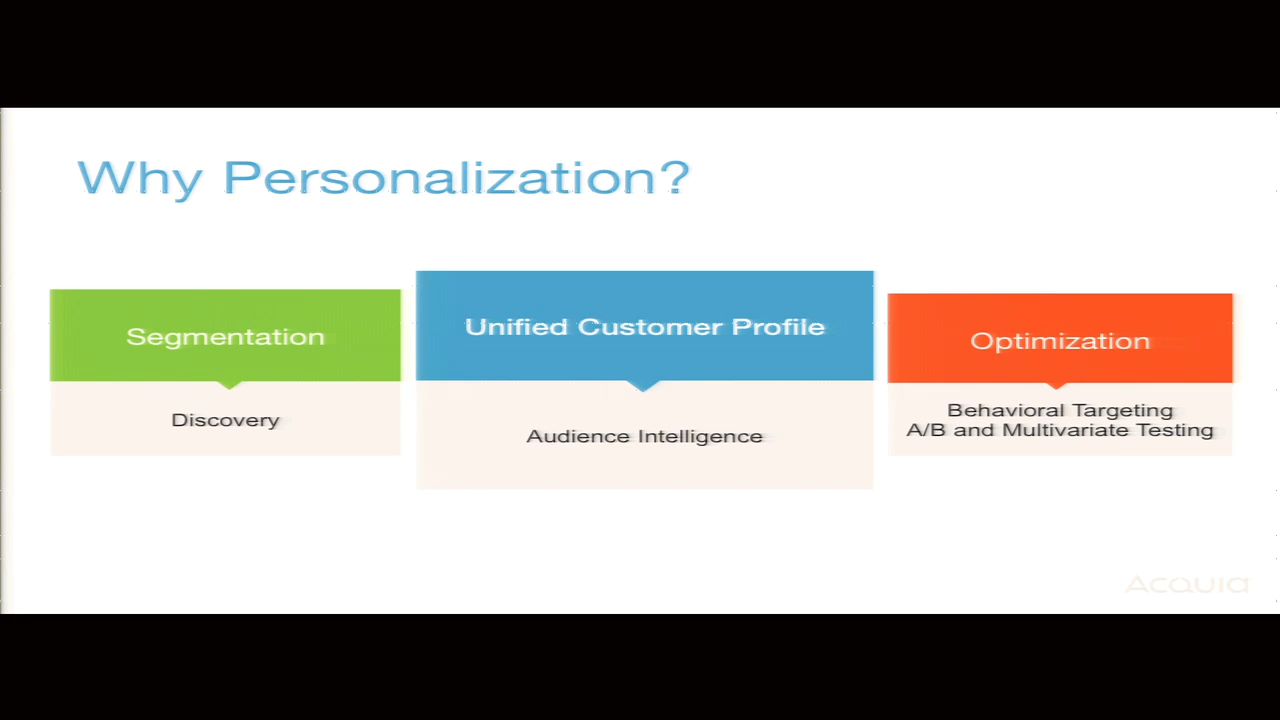 Why Personalization?
Segmentation
Discovery
Unified Customer Profile
Audience Intelligence
Optimization
Behavioral Targeting
A/B and Multivariate Testing
Acquia